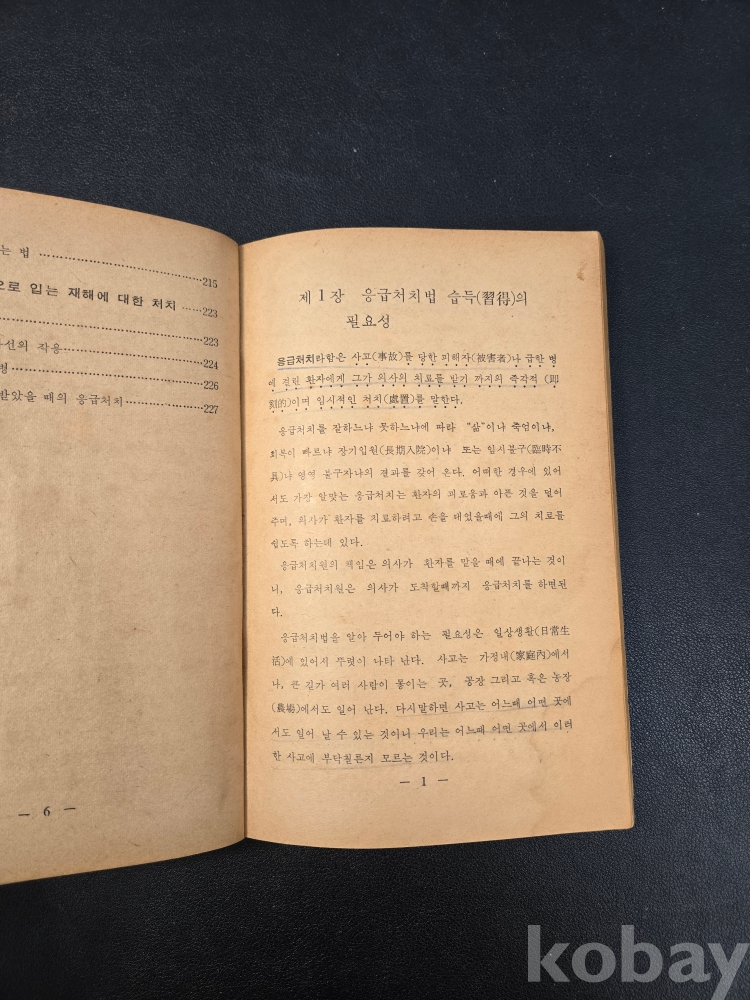 는 법 ……………………………215
으로 입는 재해에 대한 처치 ……223
……………………………223
선의 작용 ……………………………224
병 ……………………………226
받았을 때의 응급처치……………………227
— 6 —
제 1 장 응급처치법 습득(習得)의
필요성
응급처치라함은 사고(事故)를 당한 피해자(被害者)나 급한 병
에 걸린 환자에게 그가 의사의 치료를 받기 까지의 즉각적 (即
刻的)이며 임시적인 처치(處置)를 말한다.
응급처치를 잘하느냐 못하느냐에 따라 "삶"이냐 죽엄이냐,
회복이 빠르냐 장기입원(長期入院)이냐 또는 임시불구(臨時不
具)냐 영영 불구자냐의 결과를 갖어 온다. 어떠한 경우에 있어
서도 가장 알맞는 응급처치는 환자의 괴로움과 아픈 것을 덜어
주며, 의사가 환자를 치료하려고 손을 대었을때에 그의 치료를
쉽도록 하는데 있다.
응급처치원의 책임은 의사가 환자를 맡을 때에 끝나는 것이
니, 응급처치원은 의사가 도착할때까지 응급처치를 하면된
다.
응급처치법을 알아 두어야 하는 필요성은 일상생활(日常生
活)에 있어서 뚜렷이 나타 난다. 사고는 가정내(家庭內)에서
나, 큰 길가 여러 사람이 몰이는 곳, 공장 그리고 혹은 농장
(農場)에서도 일어 난다. 다시말하면 사고는 어느때 어떤 곳에
서도 일어 날 수 있는 것이니 우리는 어느때 어떤 곳에서 이러
한 사고에 부닥칠른지 모르는 것이다.
— 1 —
kobay